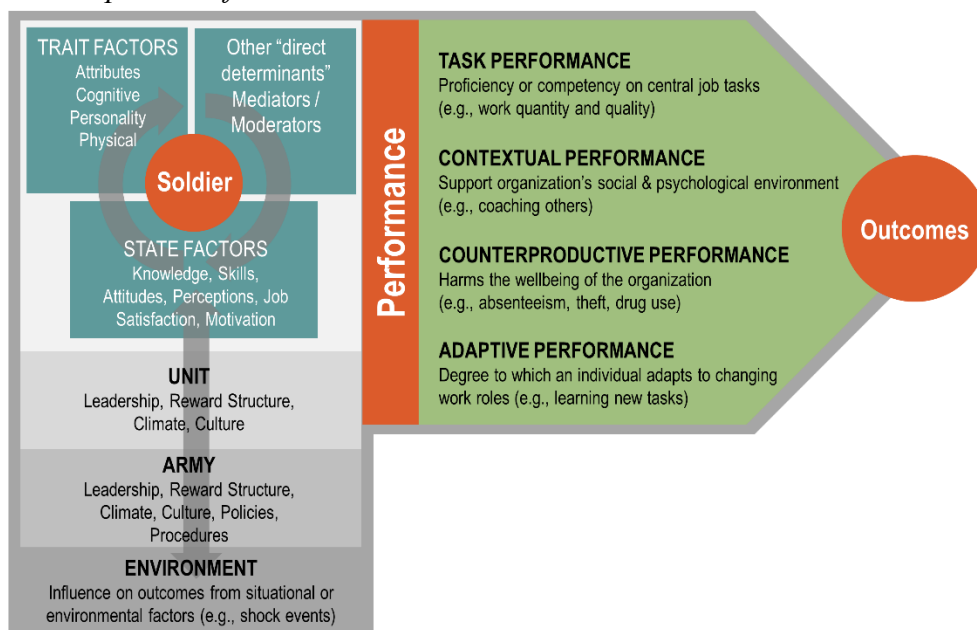 TRAIT FACTORS
Attributes
Cognitive
Personality
Physical
Other “direct
determinants”
Mediators /
Moderators
Soldier
STATE FACTORS
Knowledge, Skills,
Attitudes, Perceptions, Job
Satisfaction, Motivation
UNIT
Leadership, Reward Structure,
Climate, Culture
ARMY
Leadership, Reward Structure,
Climate, Culture, Policies,
Procedures
ENVIRONMENT
Influence on outcomes from situational or
environmental factors (e.g., shock events)
Performance
TASK PERFORMANCE
Proficiency or competency on central job tasks
(e.g., work quantity and quality)
CONTEXTUAL PERFORMANCE
Support organization’s social & psychological environment
(e.g., coaching others)
COUNTERPRODUCTIVE PERFORMANCE
Harms the wellbeing of the organization
(e.g., absenteeism, theft, drug use)
ADAPTIVE PERFORMANCE
Degree to which an individual adapts to changing
work roles (e.g., learning new tasks)
Outcomes